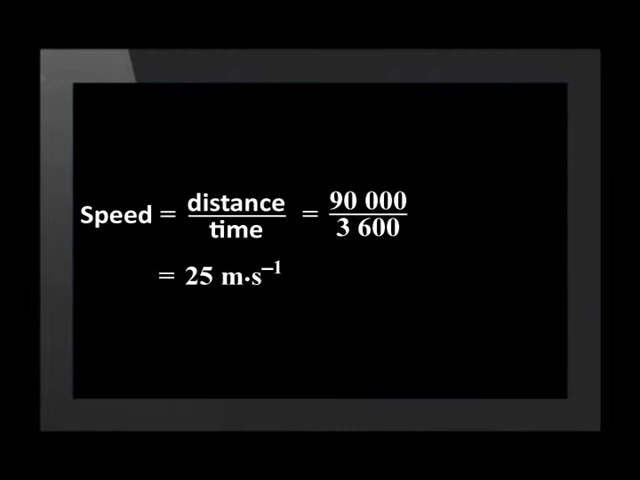 Speed = distance/time = 90 000/3 600
= 25 m·s⁻¹